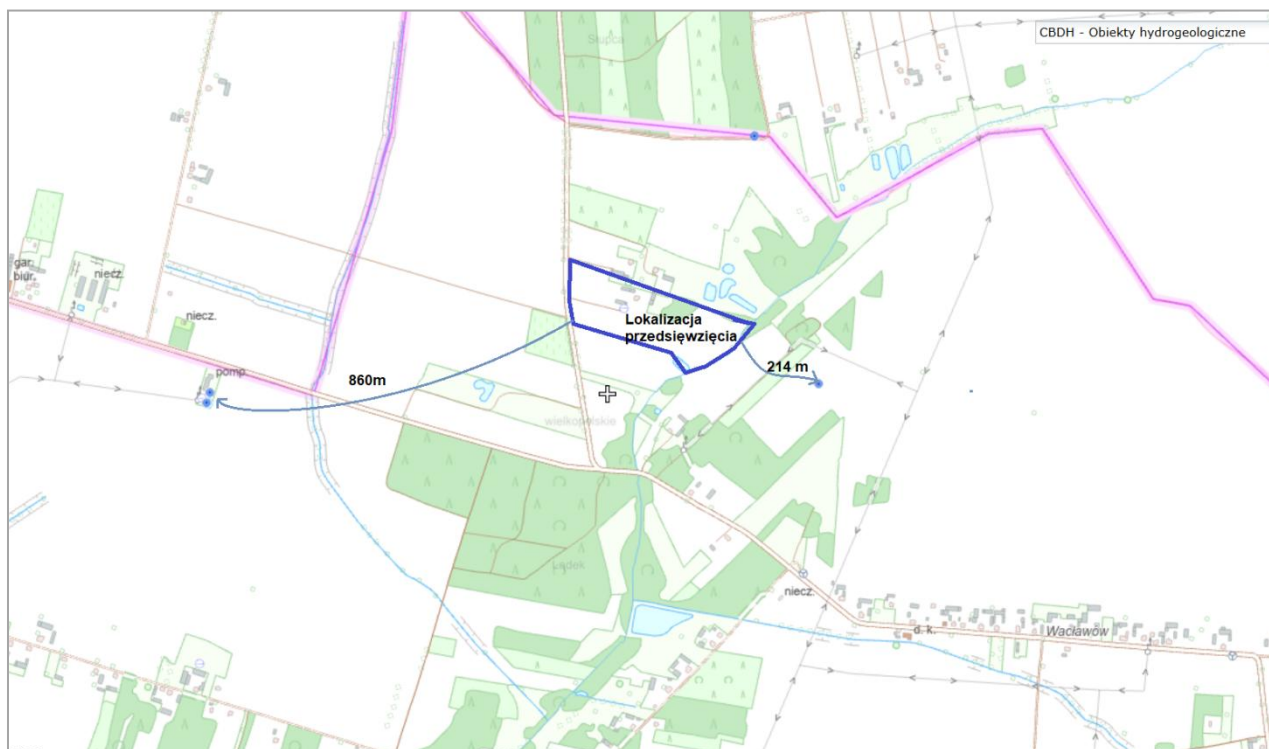 CBDH - Obiekty hydrogeologiczne
Słupca
gar.
biur.
niecz.
niecz.
Lokalizacja
przedsięwzięcia
pomp.
860m
214 m
wielkopolskie
Lądek
niecz.
d. k.
Wacławów